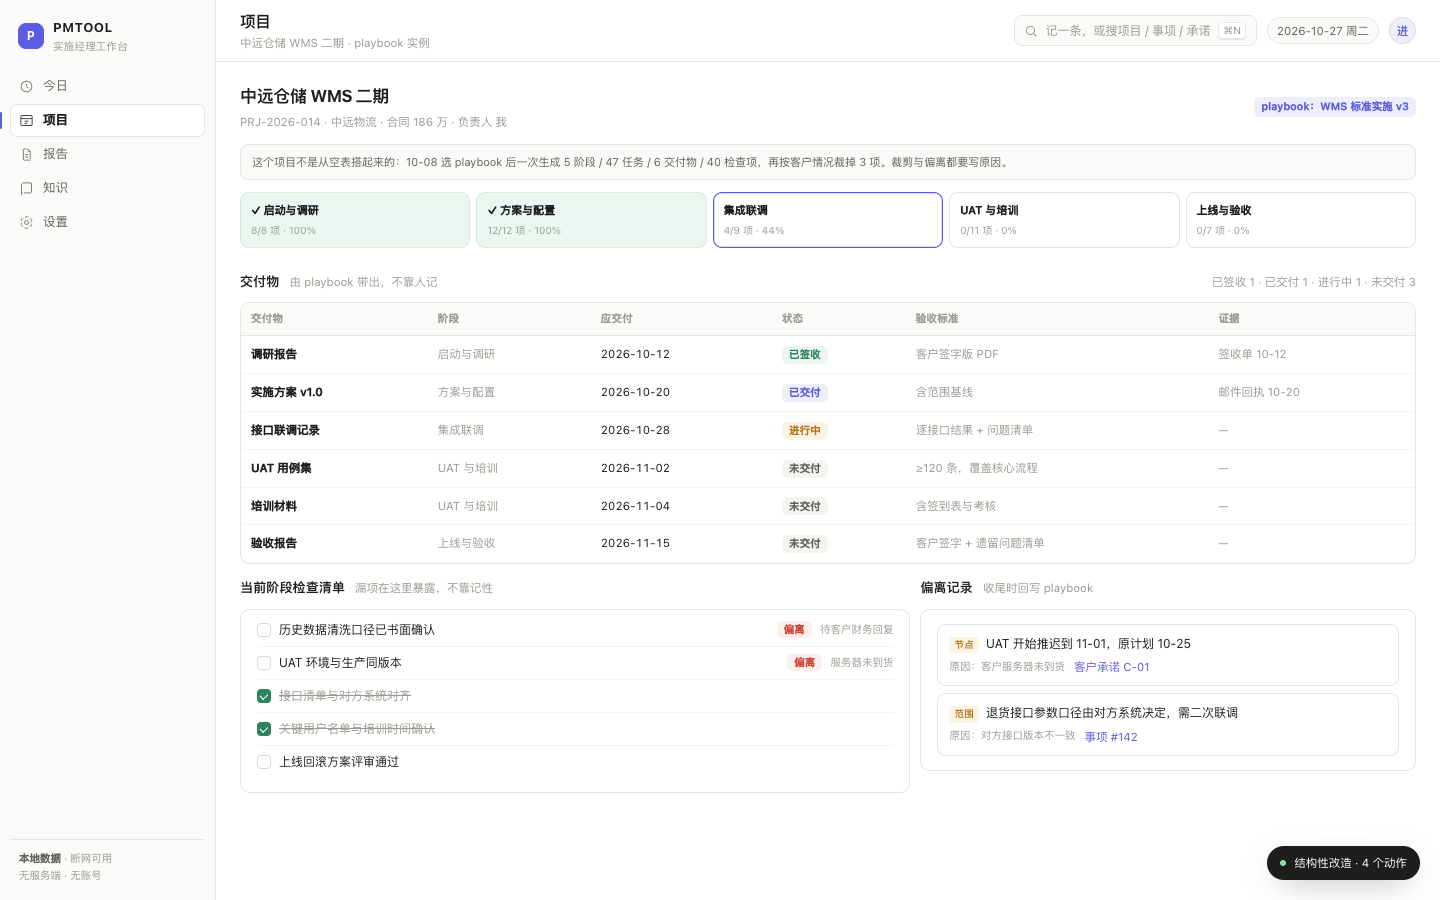 P
PMTOOL
实施经理工作台
今日
项目
报告
知识
设置
本地数据 · 断网可用
无服务端 · 无账号
项目
中远仓储 WMS 二期 · playbook 实例
记一条，或搜项目 / 事项 / 承诺 ⌘N
2026-10-27 周二
进
中远仓储 WMS 二期
PRJ-2026-014 · 中远物流 · 合同 186 万 · 负责人 我
playbook：WMS 标准实施 v3
这个项目不是从空表搭起来的：10-08 选 playbook 后一次生成 5 阶段 / 47 任务 / 6 交付物 / 40 检查项，再按客户情况裁掉 3 项。裁剪与偏离都要写原因。
✓ 启动与调研
8/8 项 · 100%
✓ 方案与配置
12/12 项 · 100%
集成联调
4/9 项 · 44%
UAT 与培训
0/11 项 · 0%
上线与验收
0/7 项 · 0%
交付物 由 playbook 带出，不靠人记
已签收 1 · 已交付 1 · 进行中 1 · 未交付 3
交付物 阶段 应交付 状态 验收标准 证据
调研报告 启动与调研 2026-10-12 已签收 客户签字版 PDF 签收单 10-12
实施方案 v1.0 方案与配置 2026-10-20 已交付 含范围基线 邮件回执 10-20
接口联调记录 集成联调 2026-10-28 进行中 逐接口结果 + 问题清单 —
UAT 用例集 UAT 与培训 2026-11-02 未交付 ≥120 条，覆盖核心流程 —
培训材料 UAT 与培训 2026-11-04 未交付 含签到表与考核 —
验收报告 上线与验收 2026-11-15 未交付 客户签字 + 遗留问题清单 —
当前阶段检查清单 漏项在这里暴露，不靠记性
历史数据清洗口径已书面确认 偏离 待客户财务回复
UAT 环境与生产同版本 偏离 服务器未到货
接口清单与对方系统对齐
关键用户名单与培训时间确认
上线回滚方案评审通过
偏离记录 收尾时回写 playbook
节点 UAT 开始推迟到 11-01，原计划 10-25
原因：客户服务器未到货 客户承诺 C-01
范围 退货接口参数口径由对方系统决定，需二次联调
原因：对方接口版本不一致 事项 #142
结构性改造 · 4 个动作